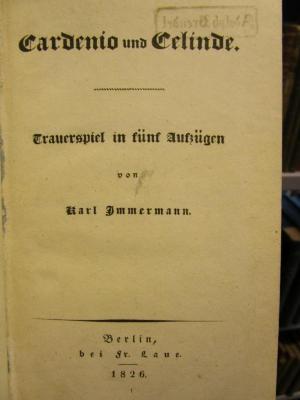 Cardenio und Celinde.
Trauerspiel in fünf Aufzügen
von
Karl Immermann.
Berlin,
bei Fr. Laue.
1826.